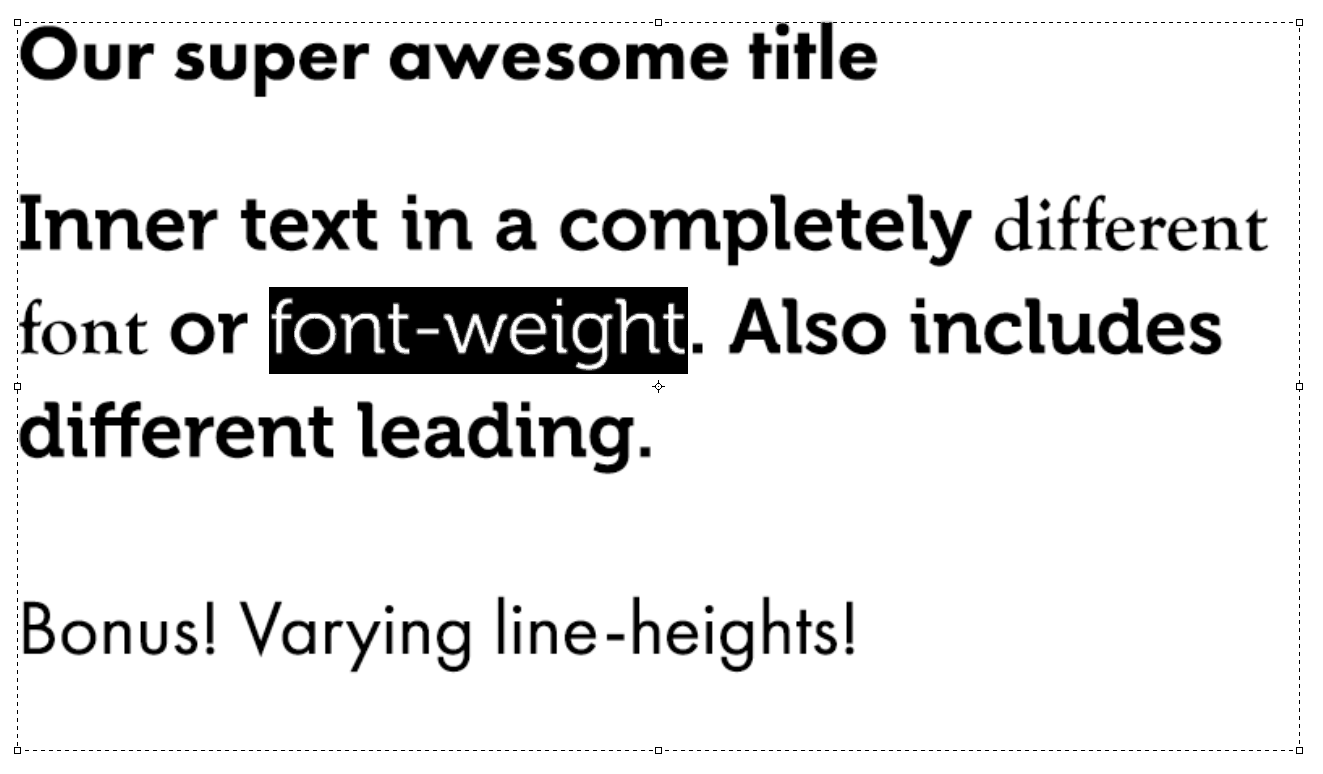 Our super awesome title
Inner text in a completely different
font or font-weight. Also includes
different leading.
Bonus! Varying line-heights!